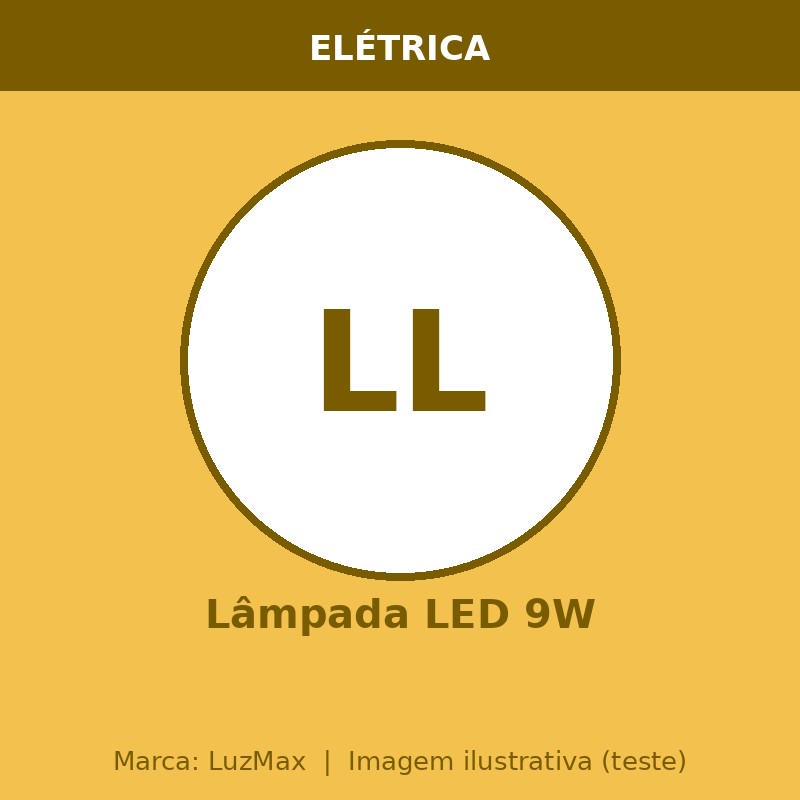 ELÉTRICA
LL
Lâmpada LED 9W
Marca: LuzMax | Imagem ilustrativa (teste)